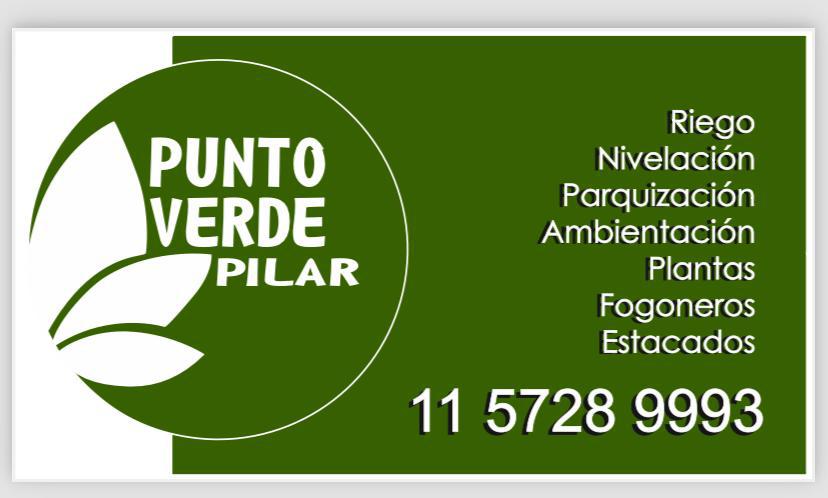 PUNTO
VERDE
PILAR
Riego
Nivelación
Parquización
Ambientación
Plantas
Fogoneros
Estacados
11 5728 9993